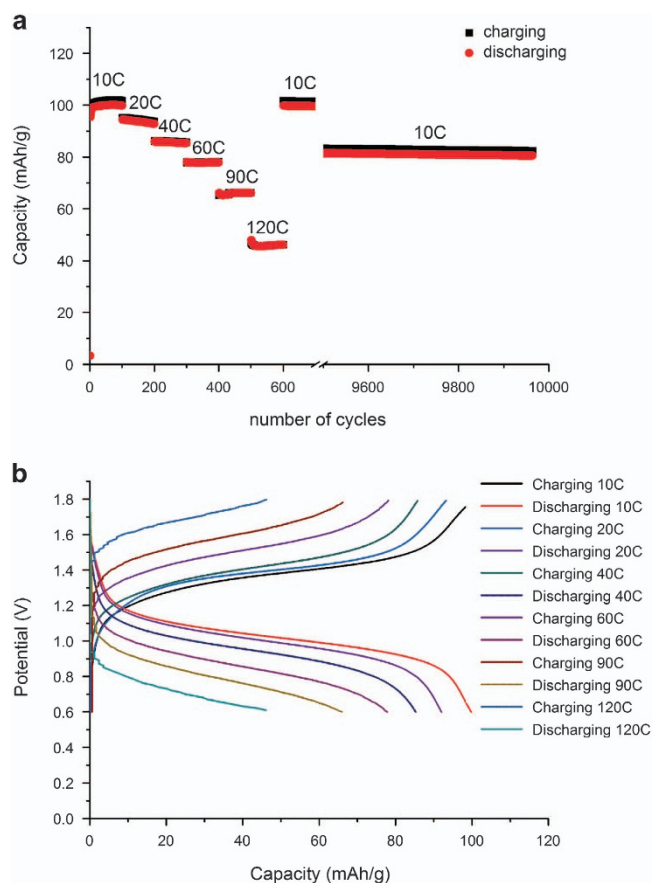 a
charging
discharging
120
100
80
60
40
20
0
Capacity (mAh/g)
10C
20C
40C
60C
90C
120C
10C
10C
0
200
400
600
9600
9800
10000
number of cycles
b
1.8
1.6
1.4
1.2
1.0
0.8
0.6
0.4
0.2
0.0
Potential (V)
Charging 10C
Discharging 10C
Charging 20C
Discharging 20C
Charging 40C
Discharging 40C
Charging 60C
Discharging 60C
Charging 90C
Discharging 90C
Charging 120C
Discharging 120C
0
20
40
60
80
100
120
Capacity (mAh/g)